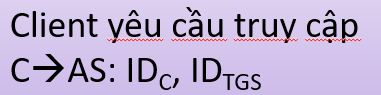 Client yêu cầu truy cập
C→AS: IDC, IDTGS